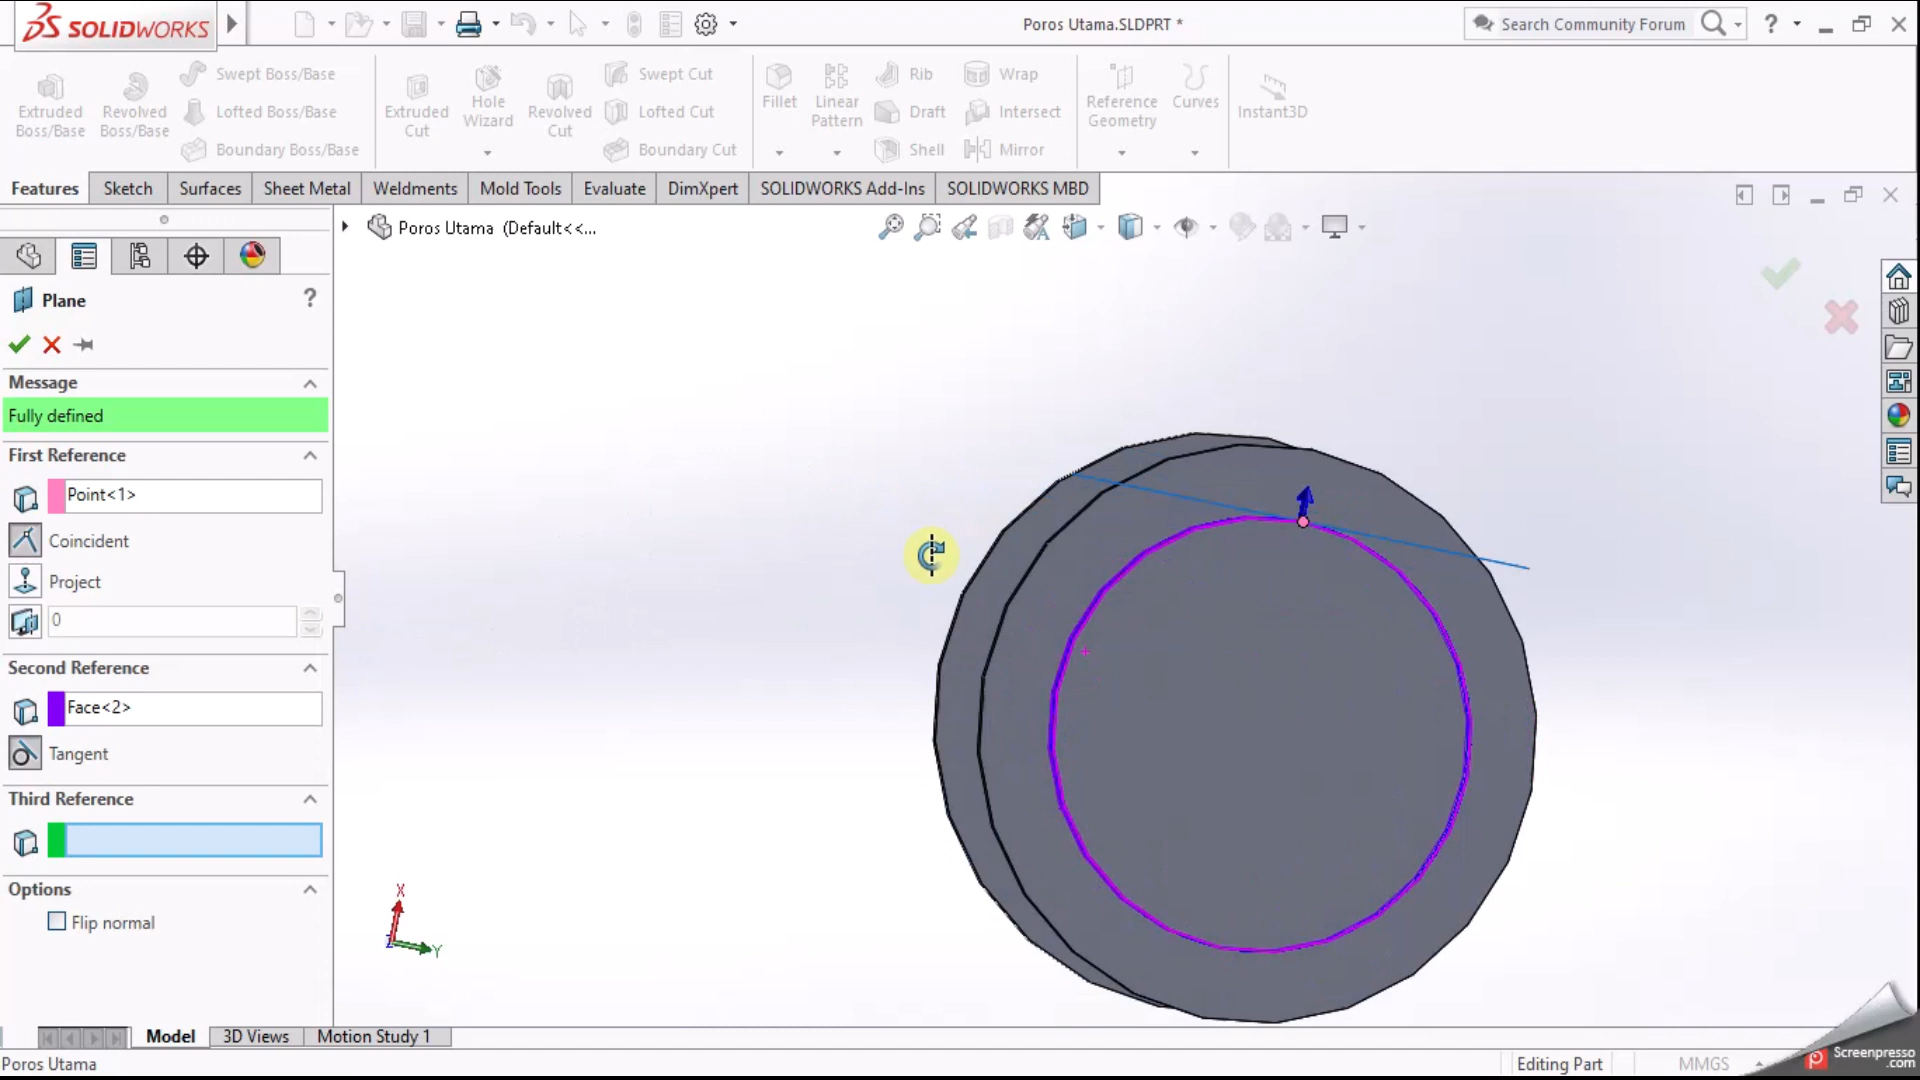 SOLIDWORKS
Poros Utama.SLDPRT *
Search Community Forum
?
Extruded Boss/Base
Revolved Boss/Base
Swept Boss/Base
Lofted Boss/Base
Boundary Boss/Base
Extruded Cut
Hole Wizard
Revolved Cut
Swept Cut
Lofted Cut
Boundary Cut
Fillet
Linear Pattern
Rib
Draft
Shell
Wrap
Intersect
Mirror
Reference Geometry
Curves
Instant3D
Features
Sketch
Surfaces
Sheet Metal
Weldments
Mold Tools
Evaluate
DimXpert
SOLIDWORKS Add-Ins
SOLIDWORKS MBD
Poros Utama (Default<<...
Plane
?
Message
Fully defined
First Reference
Point<1>
Coincident
Project
0
Second Reference
Face<2>
Tangent
Third Reference
Options
Flip normal
X
Y
Z
Model
3D Views
Motion Study 1
Poros Utama
Editing Part
MMGS
Screenpresso
.com